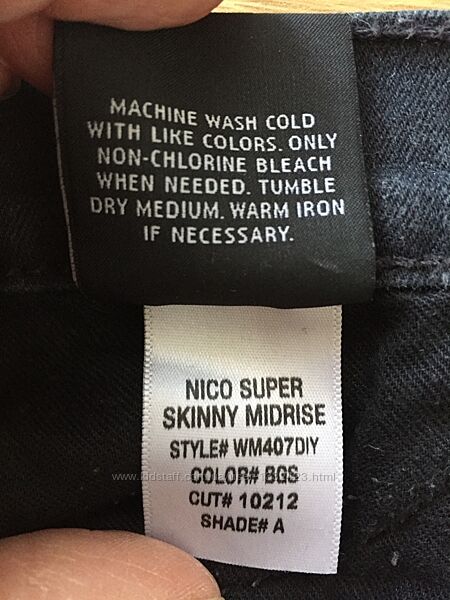 MACHINE WASH COLD
WITH LIKE COLORS. ONLY
NON-CHLORINE BLEACH
WHEN NEEDED. TUMBLE
DRY MEDIUM. WARM IRON
IF NECESSARY.
NICO SUPER
SKINNY MIDRISE
STYLE# WM407DIY
COLOR# BGS
CUT# 10212
SHADE# A